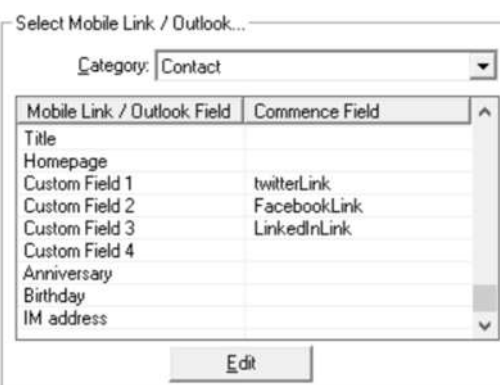 Select Mobile Link / Outlook...
Category: Contact
Mobile Link / Outlook Field Commence Field
Title
Homepage
Custom Field 1 twitterLink
Custom Field 2 FacebookLink
Custom Field 3 LinkedInLink
Custom Field 4
Anniversary
Birthday
IM address
Edit